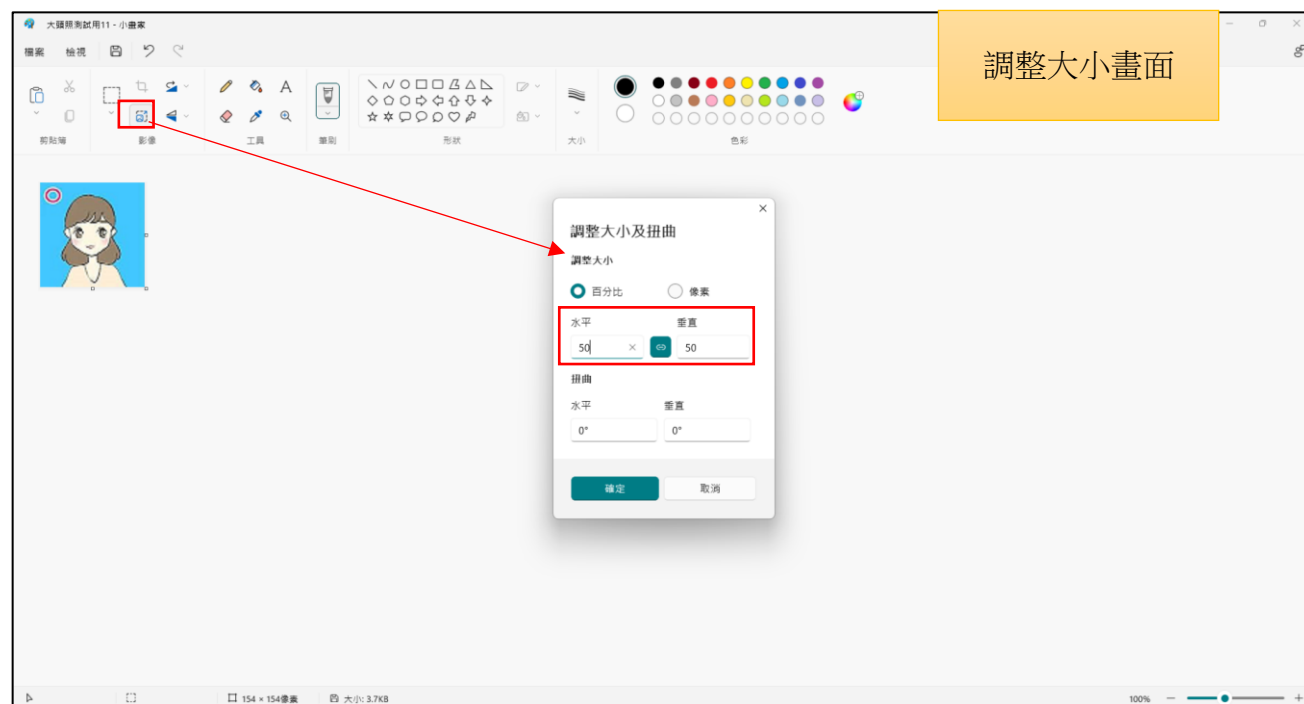 大頭照測試用11 - 小畫家
調整大小畫面
檔案 檢視
A
剪貼簿 影像 工具 筆刷 形狀 大小 色彩
調整大小及扭曲
調整大小
百分比 像素
水平 垂直
50 50
扭曲
水平 垂直
0° 0°
確定 取消
154 × 154像素 大小: 3.7KB 100%